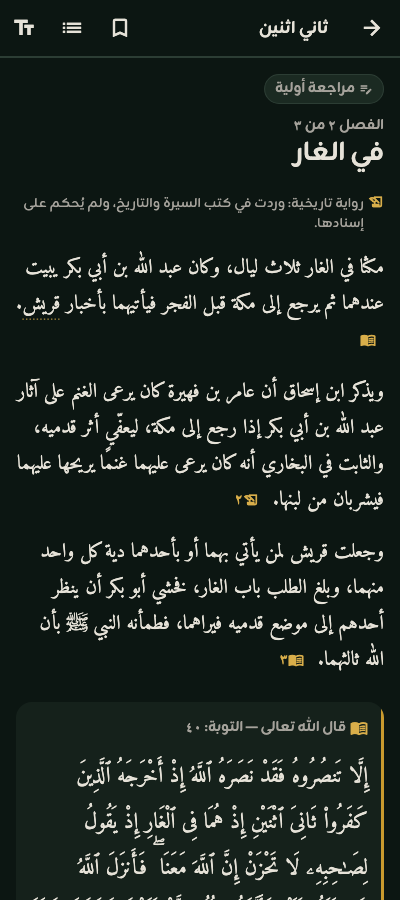 ثاني اثنين
مراجعة أولية
الفصل ٢ من ٣
في الغار
رواية تاريخية: وردت في كتب السيرة والتاريخ، ولم يُحكم على
إسنادها.
مكثا في الغار ثلاث ليال، وكان عبد الله بن أبي بكر يبيت
عندهما ثم يرجع إلى مكة قبل الفجر فيأتيهما بأخبار قريش.
ويذكر ابن إسحاق أن عامر بن فهيرة كان يرعى الغنم على آثار
عبد الله بن أبي بكر إذا رجع إلى مكة، ليعفّي أثر قدميه،
والثابت في البخاري أنه كان يرعى عليهما غنمًا يريحها عليهما
فيشربان من لبنها. ٢
وجعلت قريش لمن يأتي بهما أو بأحدهما دية كل واحد
منهما، وبلغ الطلب باب الغار، فخشي أبو بكر أن ينظر
أحدهم إلى موضع قدميه فيراهما، فطمأنه النبي ﷺ بأن
الله ثالثهما. ٣
قال الله تعالى — التوبة: ٤٠
إِلَّا تَنصُرُوهُ فَقَدْ نَصَرَهُ ٱللَّهُ إِذْ أَخْرَجَهُ ٱلَّذِينَ
كَفَرُوا۟ ثَانِىَ ٱثْنَيْنِ إِذْ هُمَا فِى ٱلْغَارِ إِذْ يَقُولُ
لِصَـٰحِبِهِۦ لَا تَحْزَنْ إِنَّ ٱللَّهَ مَعَنَا ۖ فَأَنزَلَ ٱللَّهُ